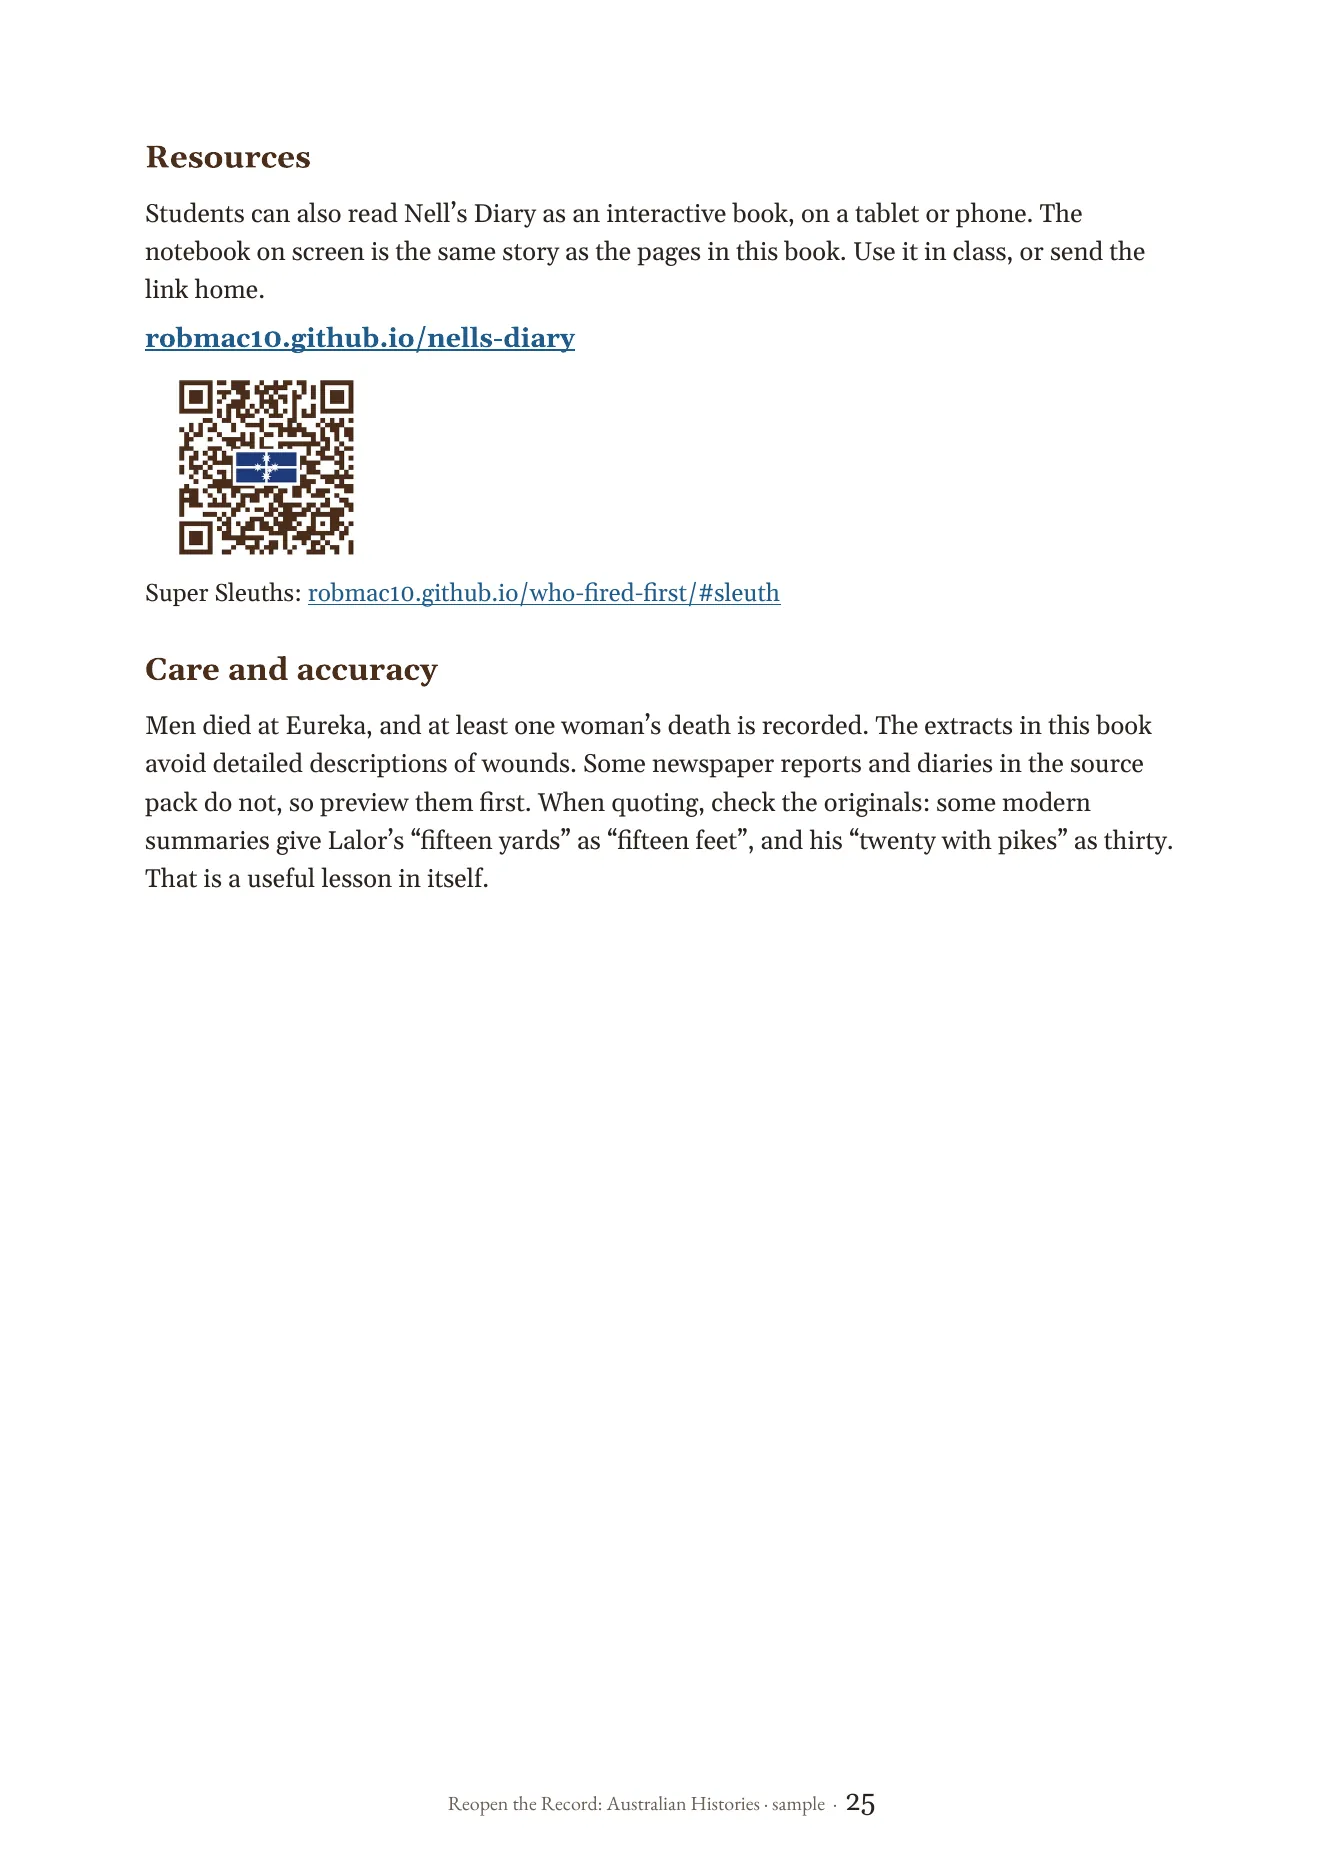 Resources
Students can also read Nell’s Diary as an interactive book, on a tablet or phone. The
notebook on screen is the same story as the pages in this book. Use it in class, or send the
link home.
robmac10.github.io/nells-diary
Super Sleuths: robmac10.github.io/who-fired-first/#sleuth
Care and accuracy
Men died at Eureka, and at least one woman’s death is recorded. The extracts in this book
avoid detailed descriptions of wounds. Some newspaper reports and diaries in the source
pack do not, so preview them first. When quoting, check the originals: some modern
summaries give Lalor’s “fifteen yards” as “fifteen feet”, and his “twenty with pikes” as thirty.
That is a useful lesson in itself.
Reopen the Record: Australian Histories · sample · 25